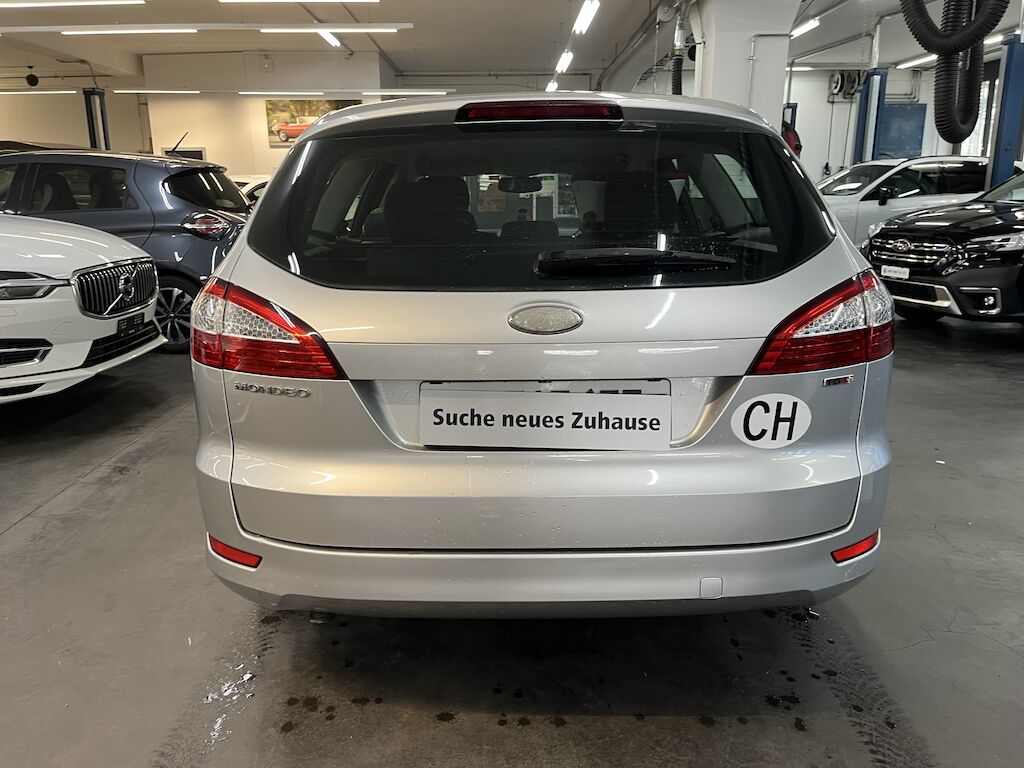 MONDEO
Suche neues Zuhause
CH